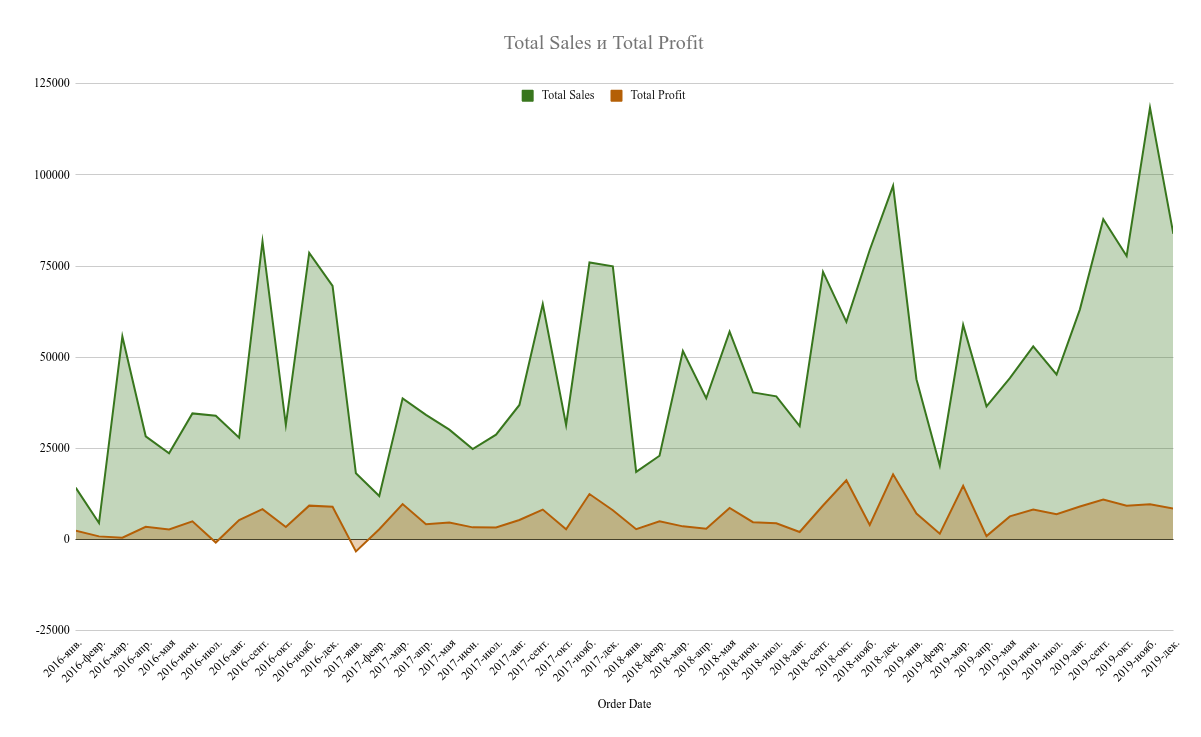 Total Sales и Total Profit
Total Sales
Total Profit
125000
100000
75000
50000
25000
0
-25000
2016-янв.
2016-февр.
2016-мар.
2016-апр.
2016-мая
2016-июн.
2016-июл.
2016-авг.
2016-сент.
2016-окт.
2016-нояб.
2016-дек.
2017-янв.
2017-февр.
2017-мар.
2017-апр.
2017-мая
2017-июн.
2017-июл.
2017-авг.
2017-сент.
2017-окт.
2017-нояб.
2017-дек.
2018-янв.
2018-февр.
2018-мар.
2018-апр.
2018-мая
2018-июн.
2018-июл.
2018-авг.
2018-сент.
2018-окт.
2018-нояб.
2018-дек.
2019-янв.
2019-февр.
2019-мар.
2019-апр.
2019-мая
2019-июн.
2019-июл.
2019-авг.
2019-сент.
2019-окт.
2019-нояб.
2019-дек.
Order Date